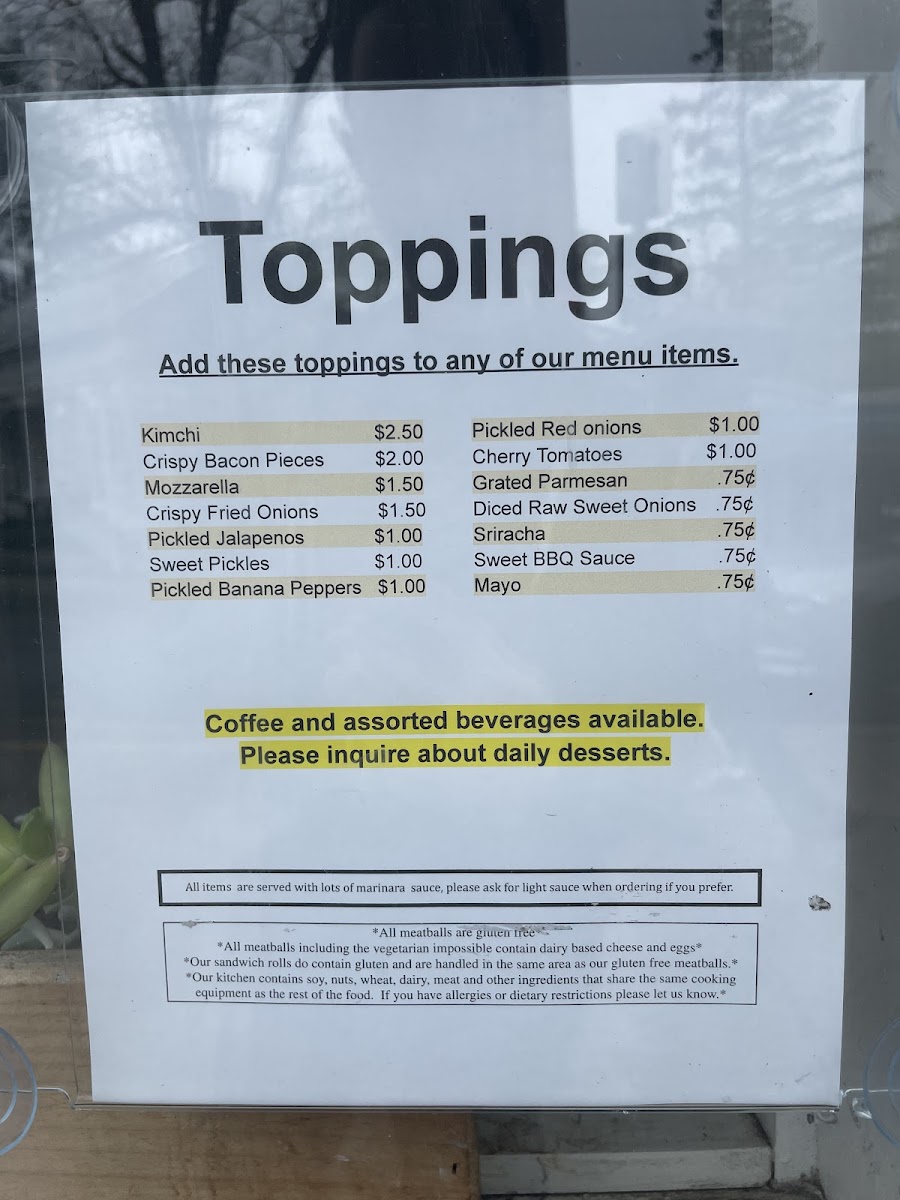 Toppings
Add these toppings to any of our menu items.
Kimchi $2.50
Crispy Bacon Pieces $2.00
Mozzarella $1.50
Crispy Fried Onions $1.50
Pickled Jalapenos $1.00
Sweet Pickles $1.00
Pickled Banana Peppers $1.00
Pickled Red onions $1.00
Cherry Tomatoes $1.00
Grated Parmesan .75¢
Diced Raw Sweet Onions .75¢
Sriracha .75¢
Sweet BBQ Sauce .75¢
Mayo .75¢
Coffee and assorted beverages available.
Please inquire about daily desserts.
All items are served with lots of marinara sauce, please ask for light sauce when ordering if you prefer.
*All meatballs are gluten free*
*All meatballs including the vegetarian impossible contain dairy based cheese and eggs*
*Our sandwich rolls do contain gluten and are handled in the same area as our gluten free meatballs.*
*Our kitchen contains soy, nuts, wheat, dairy, meat and other ingredients that share the same cooking
equipment as the rest of the food. If you have allergies or dietary restrictions please let us know.*